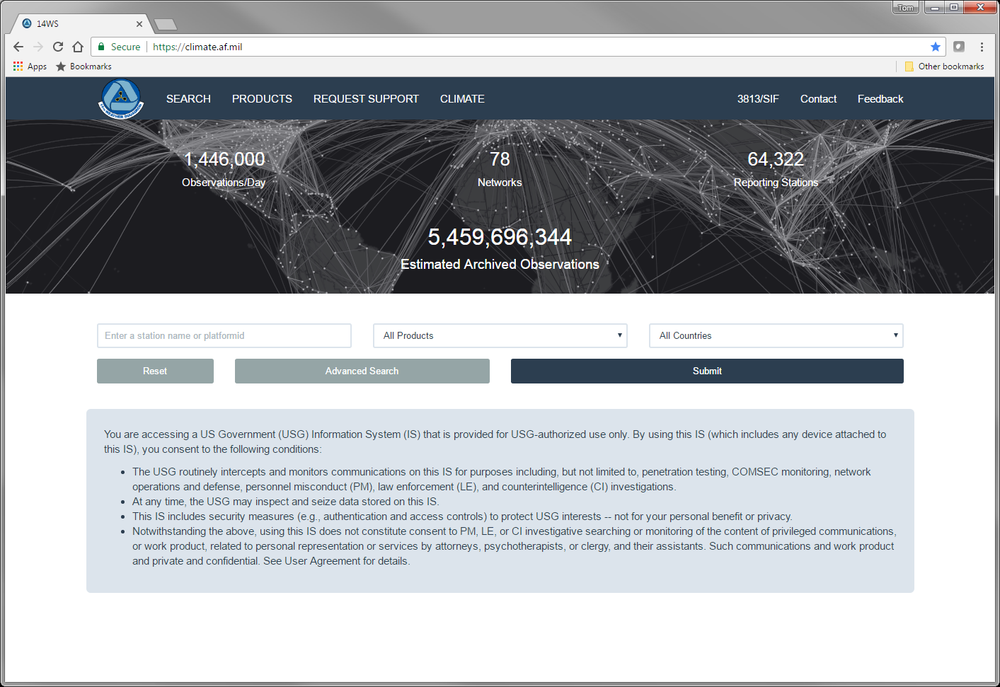 Tom
14WS
Secure https://climate.af.mil
Apps Bookmarks Other bookmarks
14TH WEATHER SQUADRON
SEARCH PRODUCTS REQUEST SUPPORT CLIMATE 3813/SIF Contact Feedback
1,446,000 78 64,322
Observations/Day Networks Reporting Stations
5,459,696,344
Estimated Archived Observations
Enter a station name or platformid All Products All Countries
Reset Advanced Search Submit
You are accessing a US Government (USG) Information System (IS) that is provided for USG-authorized use only. By using this IS (which includes any device attached to
this IS), you consent to the following conditions:
• The USG routinely intercepts and monitors communications on this IS for purposes including, but not limited to, penetration testing, COMSEC monitoring, network
operations and defense, personnel misconduct (PM), law enforcement (LE), and counterintelligence (CI) investigations.
• At any time, the USG may inspect and seize data stored on this IS.
• This IS includes security measures (e.g., authentication and access controls) to protect USG interests -- not for your personal benefit or privacy.
• Notwithstanding the above, using this IS does not constitute consent to PM, LE, or CI investigative searching or monitoring of the content of privileged communications,
or work product, related to personal representation or services by attorneys, psychotherapists, or clergy, and their assistants. Such communications and work product
and private and confidential. See User Agreement for details.